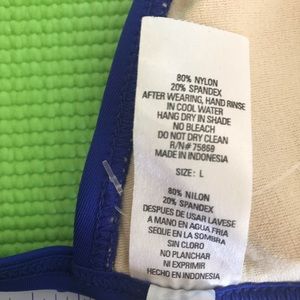 80% NYLON
20% SPANDEX
AFTER WEARING, HAND RINSE
IN COOL WATER
HANG DRY IN SHADE
NO BLEACH
DO NOT DRY CLEAN
R/N# 75869
MADE IN INDONESIA
SIZE: L
80% NILON
20% SPANDEX
DESPUES DE USAR LAVESE
A MANO EN AGUA FRIA
SEQUE EN LA SOMBRA
SIN CLORO
NO PLANCHAR
NI EXPRIMIR
HECHO EN INDONESIA